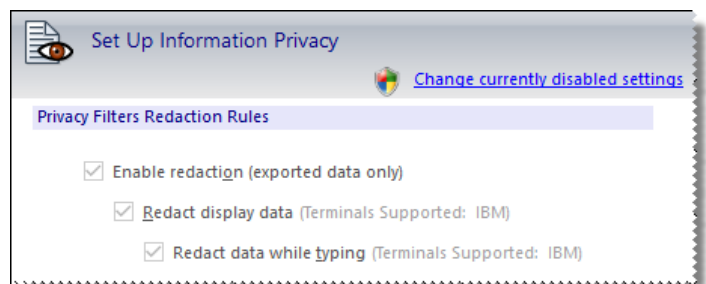 Set Up Information Privacy
Change currently disabled settings
Privacy Filters Redaction Rules
Enable redaction (exported data only)
Redact display data (Terminals Supported: IBM)
Redact data while typing (Terminals Supported: IBM)